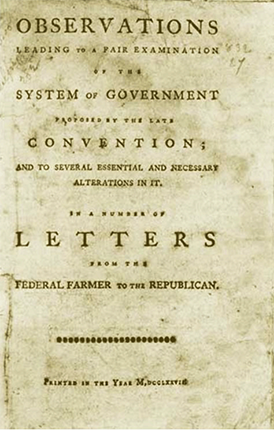 OBSERVATIONS
LEADING TO A FAIR EXAMINATION
OF THE
SYSTEM OF GOVERNMENT
PROPOSED BY THE LATE
CONVENTION;
AND TO SEVERAL ESSENTIAL AND NECESSARY
ALTERATIONS IN IT.
IN A NUMBER OF
LETTERS
FROM THE
FEDERAL FARMER TO THE REPUBLICAN.
PRINTED IN THE YEAR M,DCCLXXVII